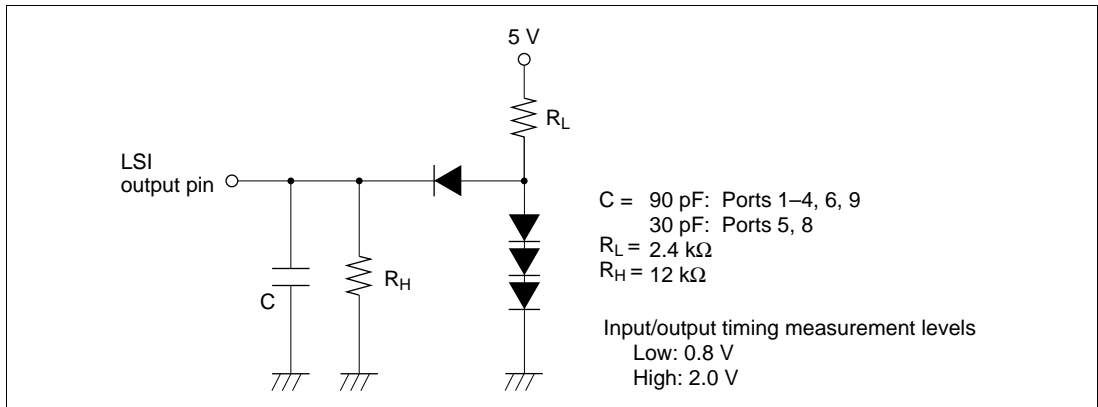 5 V
RL
LSI
output pin
C
RH
C = 90 pF: Ports 1–4, 6, 9
30 pF: Ports 5, 8
RL = 2.4 kΩ
RH = 12 kΩ
Input/output timing measurement levels
Low: 0.8 V
High: 2.0 V